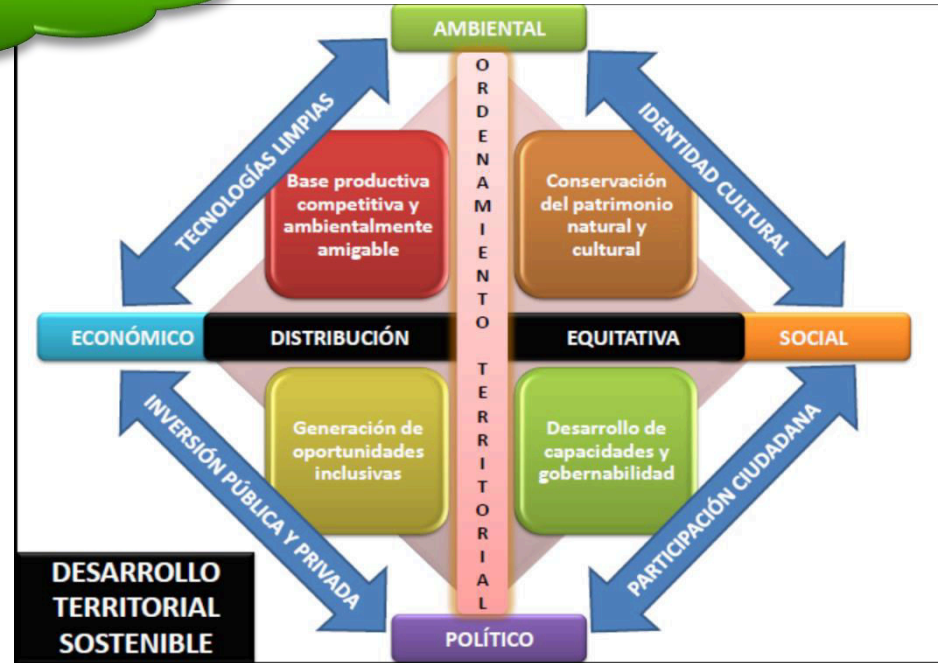 AMBIENTAL
ORDENAMIENTO TERRITORIAL
TECNOLOGÍAS LIMPIAS
IDENTIDAD CULTURAL
Base productiva
competitiva y
ambientalmente
amigable
Conservación
del patrimonio
natural y
cultural
ECONÓMICO
DISTRIBUCIÓN
EQUITATIVA
SOCIAL
Generación de
oportunidades
inclusivas
Desarrollo de
capacidades y
gobernabilidad
INVERSIÓN PÚBLICA Y PRIVADA
PARTICIPACIÓN CIUDADANA
DESARROLLO
TERRITORIAL
SOSTENIBLE
POLÍTICO